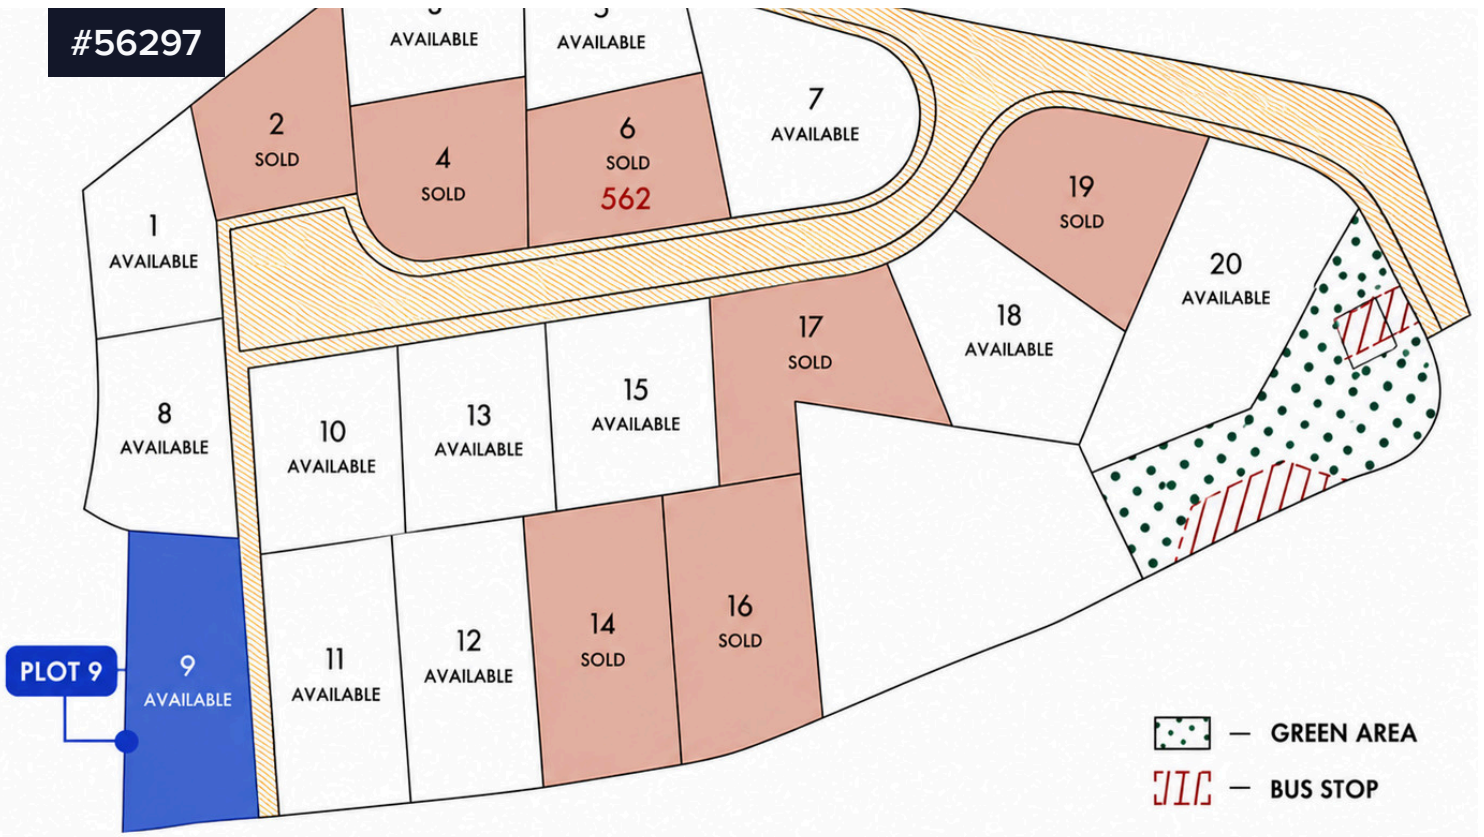 #56297
AVAILABLE
AVAILABLE
7
AVAILABLE
2
SOLD
4
SOLD
6
SOLD
562
19
SOLD
1
AVAILABLE
20
AVAILABLE
17
SOLD
18
AVAILABLE
8
AVAILABLE
10
AVAILABLE
13
AVAILABLE
15
AVAILABLE
PLOT 9
9
AVAILABLE
11
AVAILABLE
12
AVAILABLE
14
SOLD
16
SOLD
— GREEN AREA
— BUS STOP